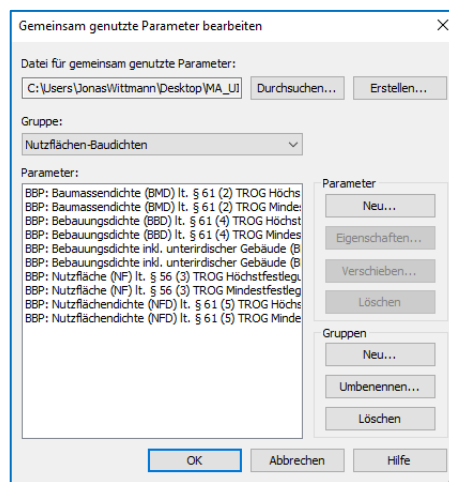 Gemeinsam genutzte Parameter bearbeiten
Datei für gemeinsam genutzte Parameter:
C:\Users\JonasWittmann\Desktop\MA_UI
Durchsuchen...
Erstellen...
Gruppe:
Nutzflächen-Baudichten
Parameter:
BBP: Baumassendichte (BMD) lt. § 61 (2) TROG Höchs
BBP: Baumassendichte (BMD) lt. § 61 (2) TROG Mindes
BBP: Bebauungsdichte (BBD) lt. § 61 (4) TROG Höchst
BBP: Bebauungsdichte (BBD) lt. § 61 (4) TROG Mindes
BBP: Bebauungsdichte inkl. unterirdischer Gebäude (B
BBP: Bebauungsdichte inkl. unterirdischer Gebäude (B
BBP: Nutzfläche (NF) lt. § 56 (3) TROG Höchstfestlegu
BBP: Nutzfläche (NF) lt. § 56 (3) TROG Mindestfestleg
BBP: Nutzflächendichte (NFD) lt. § 61 (5) TROG Höchs
BBP: Nutzflächendichte (NFD) lt. § 61 (5) TROG Minde
Parameter
Neu...
Eigenschaften...
Verschieben...
Löschen
Gruppen
Neu...
Umbenennen...
Löschen
OK
Abbrechen
Hilfe